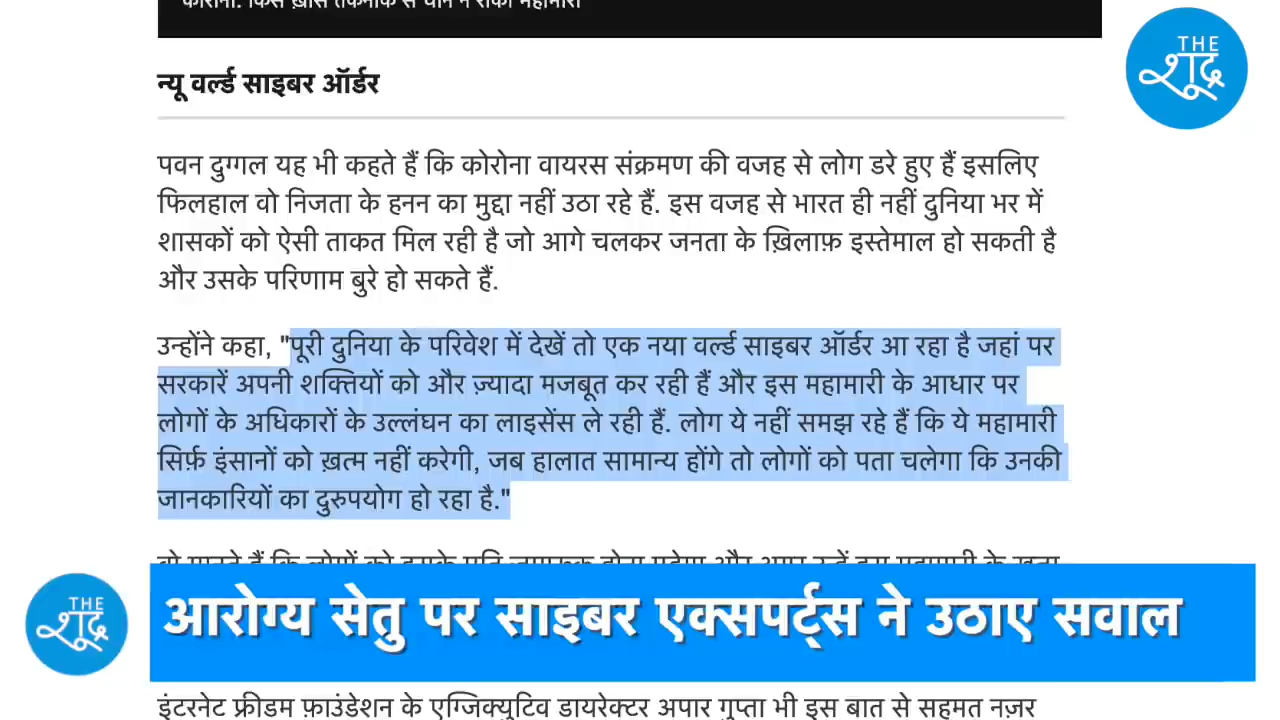 कोरोना: किस ख़ास तकनीक से चीन ने रोकी महामारी
THE
शूद्र
न्यू वर्ल्ड साइबर ऑर्डर
पवन दुग्गल यह भी कहते हैं कि कोरोना वायरस संक्रमण की वजह से लोग डरे हुए हैं इसलिए
फिलहाल वो निजता के हनन का मुद्दा नहीं उठा रहे हैं. इस वजह से भारत ही नहीं दुनिया भर में
शासकों को ऐसी ताकत मिल रही है जो आगे चलकर जनता के ख़िलाफ़ इस्तेमाल हो सकती है
और उसके परिणाम बुरे हो सकते हैं.
उन्होंने कहा, "पूरी दुनिया के परिवेश में देखें तो एक नया वर्ल्ड साइबर ऑर्डर आ रहा है जहां पर
सरकारें अपनी शक्तियों को और ज़्यादा मजबूत कर रही हैं और इस महामारी के आधार पर
लोगों के अधिकारों के उल्लंघन का लाइसेंस ले रही हैं. लोग ये नहीं समझ रहे हैं कि ये महामारी
सिर्फ़ इंसानों को ख़त्म नहीं करेगी, जब हालात सामान्य होंगे तो लोगों को पता चलेगा कि उनकी
जानकारियों का दुरुपयोग हो रहा है."
THE
शूद्र
आरोग्य सेतु पर साइबर एक्सपर्ट्स ने उठाए सवाल
इंटरनेट फ्रीडम फ़ाउंडेशन के एग्जिक्युटिव डायरेक्टर अपार गुप्ता भी इस बात से सहमत नज़र